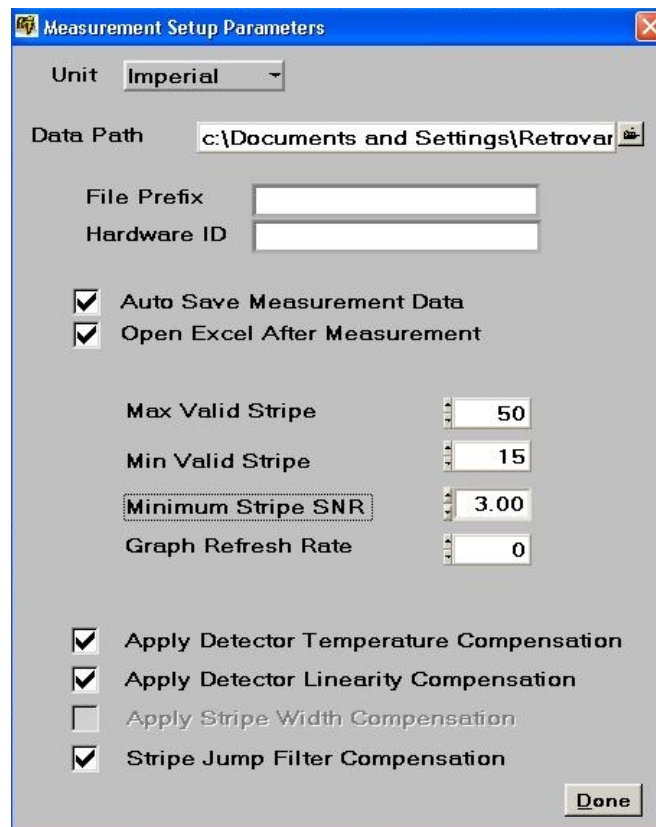 Measurement Setup Parameters
Unit Imperial
Data Path c:\Documents and Settings\Retrovar
File Prefix
Hardware ID
Auto Save Measurement Data
Open Excel After Measurement
Max Valid Stripe 50
Min Valid Stripe 15
Minimum Stripe SNR 3.00
Graph Refresh Rate 0
Apply Detector Temperature Compensation
Apply Detector Linearity Compensation
Apply Stripe Width Compensation
Stripe Jump Filter Compensation
Done